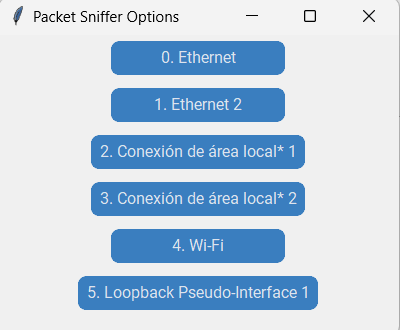 Packet Sniffer Options
0. Ethernet
1. Ethernet 2
2. Conexión de área local* 1
3. Conexión de área local* 2
4. Wi-Fi
5. Loopback Pseudo-Interface 1